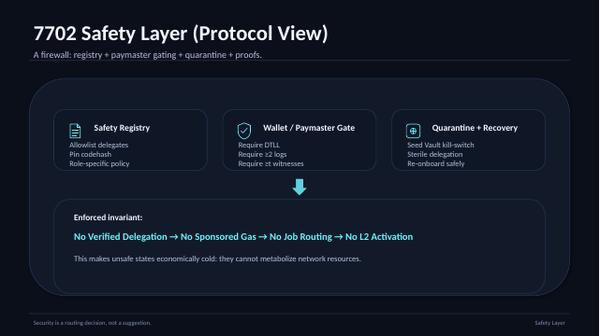 7702 Safety Layer (Protocol View)
A firewall: registry + paymaster gating + quarantine + proofs.
Safety Registry
Allowlist delegates
Pin codehash
Role-specific policy
Wallet / Paymaster Gate
Require DTLL
Require ≥2 logs
Require ≥t witnesses
Quarantine + Recovery
Seed Vault kill-switch
Sterile delegation
Re-onboard safely
Enforced invariant:
No Verified Delegation → No Sponsored Gas → No Job Routing → No L2 Activation
This makes unsafe states economically cold: they cannot metabolize network resources.
Security is a routing decision, not a suggestion.
Safety Layer